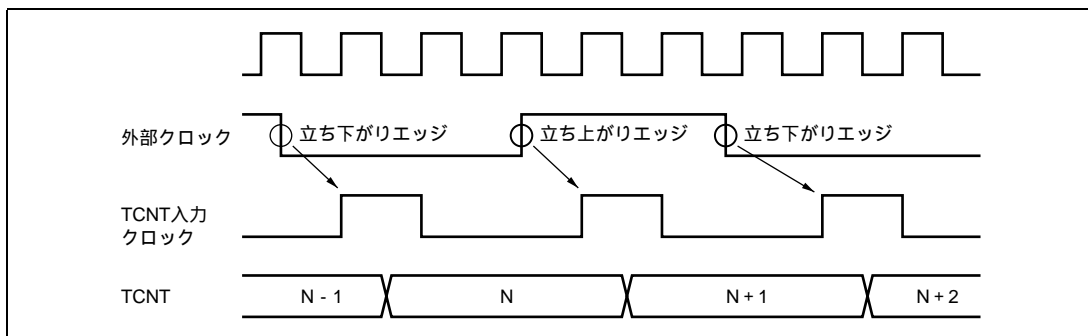 外部クロック
立ち下がりエッジ 立ち上がりエッジ 立ち下がりエッジ
TCNT入力
クロック
TCNT
N - 1 N N + 1 N + 2